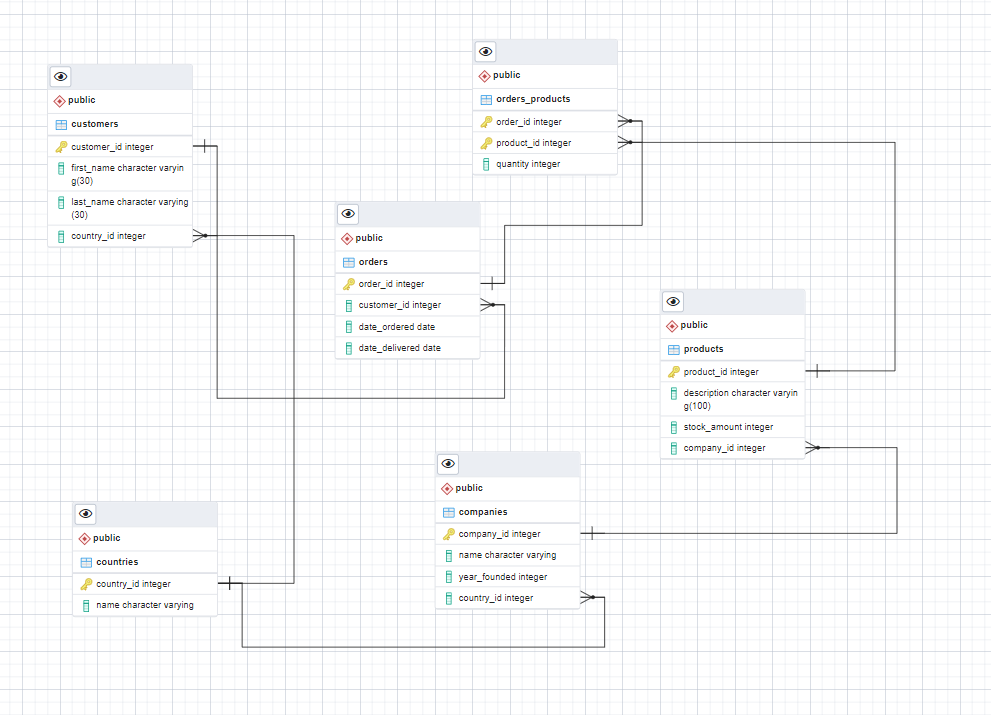 public
customers
customer_id integer
first_name character varyin
g(30)
last_name character varying
(30)
country_id integer
public
orders_products
order_id integer
product_id integer
quantity integer
public
orders
order_id integer
customer_id integer
date_ordered date
date_delivered date
public
products
product_id integer
description character varyin
g(100)
stock_amount integer
company_id integer
public
companies
company_id integer
name character varying
year_founded integer
country_id integer
public
countries
country_id integer
name character varying